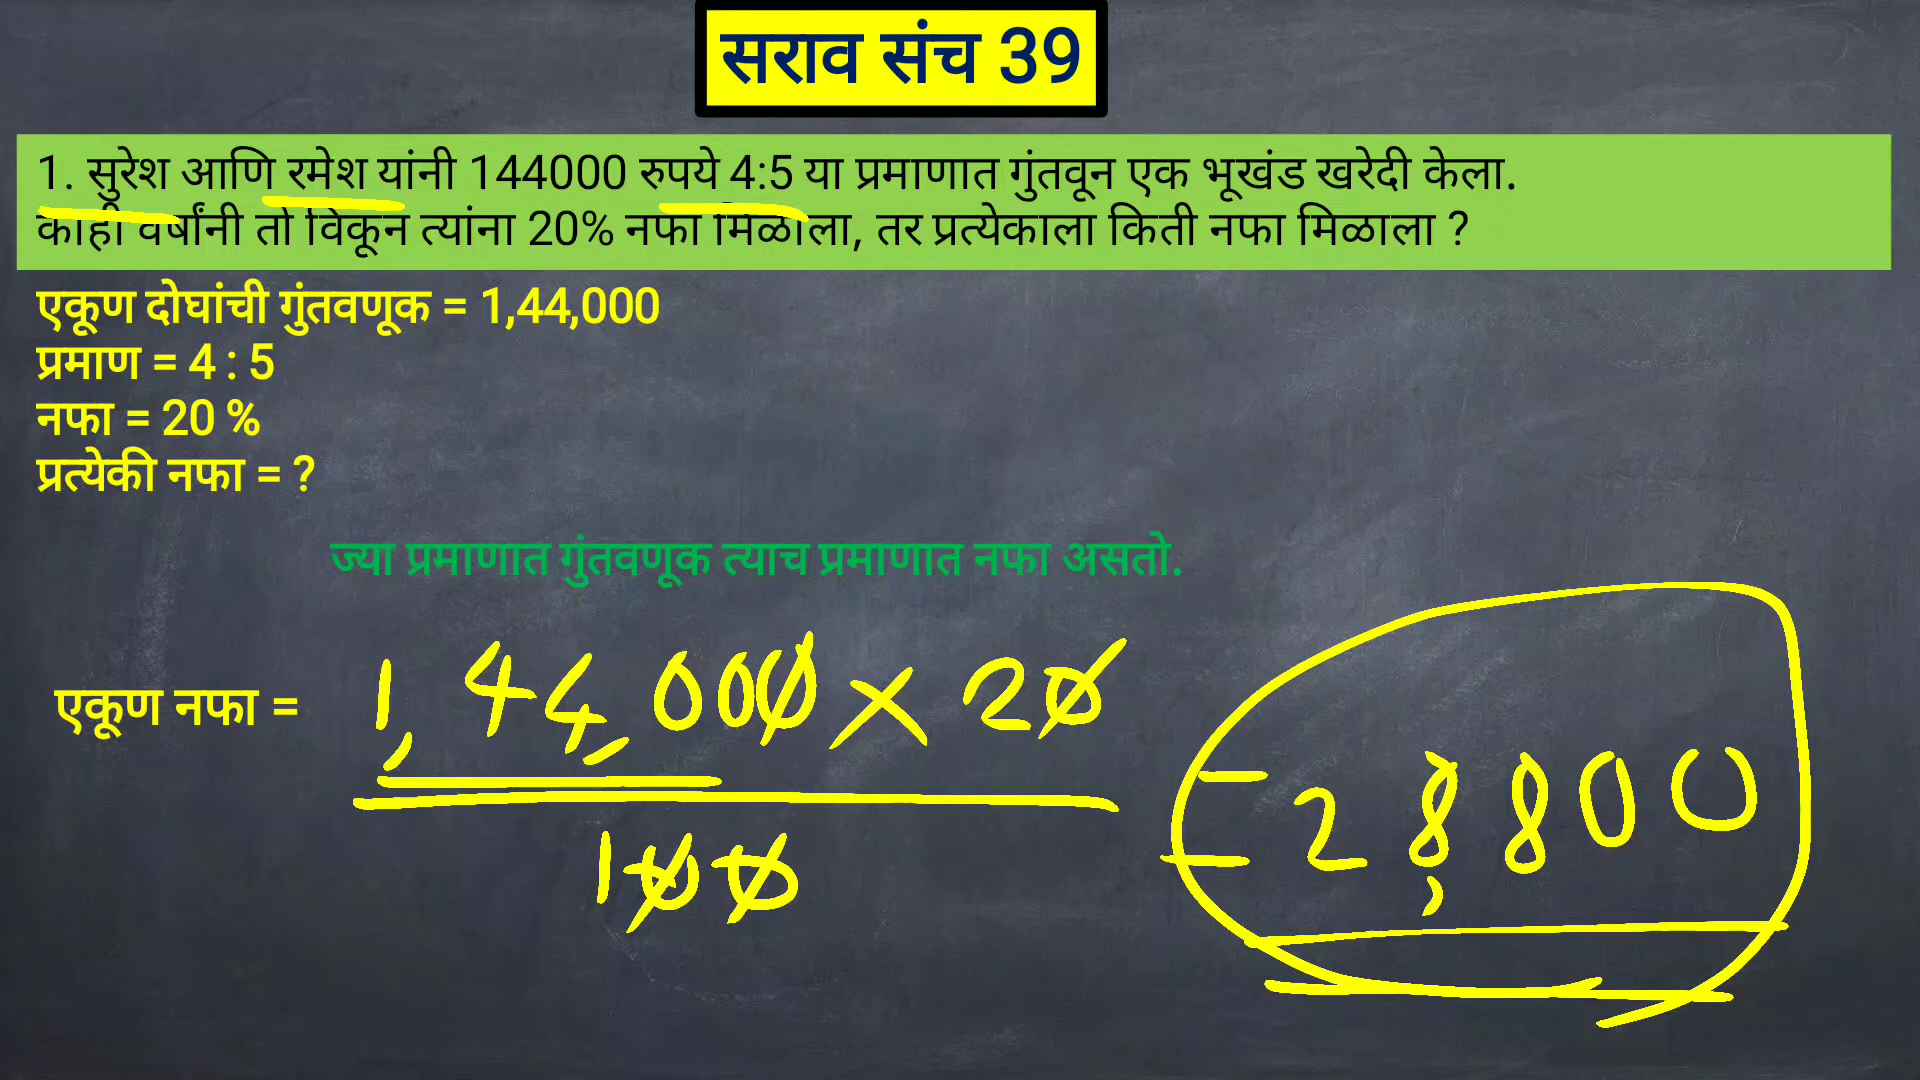 सराव संच 39
1. सुरेश आणि रमेश यांनी 144000 रुपये 4:5 या प्रमाणात गुंतवून एक भूखंड खरेदी केला.
काही वर्षांनी तो विकून त्यांना 20% नफा मिळाला, तर प्रत्येकाला किती नफा मिळाला ?
एकूण दोघांची गुंतवणूक = 1,44,000
प्रमाण = 4 : 5
नफा = 20 %
प्रत्येकी नफा = ?
ज्या प्रमाणात गुंतवणूक त्याच प्रमाणात नफा असतो.
एकूण नफा = 1,44,000 × 20
100
= 28,800